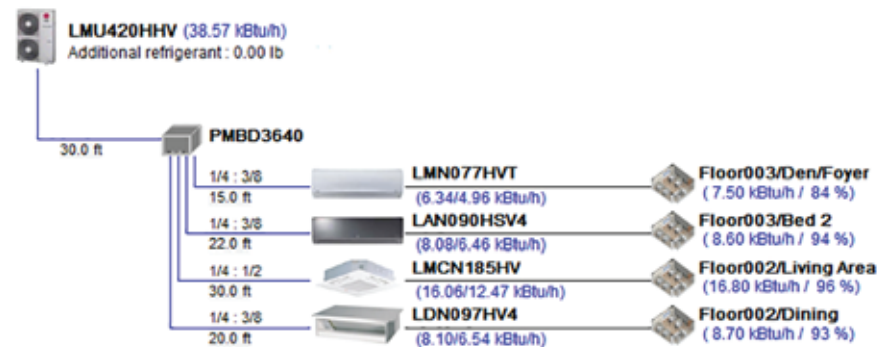 LMU420HHV (38.57 kBtu/h)
Additional refrigerant : 0.00 lb
30.0 ft
PMBD3640
1/4 : 3/8
15.0 ft
LMN077HVT
(6.34/4.96 kBtu/h)
Floor003/Den/Foyer
( 7.50 kBtu/h / 84 %)
1/4 : 3/8
22.0 ft
LAN090HSV4
(8.08/6.46 kBtu/h)
Floor003/Bed 2
( 8.60 kBtu/h / 94 %)
1/4 : 1/2
30.0 ft
LMCN185HV
(16.06/12.47 kBtu/h)
Floor002/Living Area
(16.80 kBtu/h / 96 %)
1/4 : 3/8
20.0 ft
LDN097HV4
(8.10/6.54 kBtu/h)
Floor002/Dining
( 8.70 kBtu/h / 93 %)